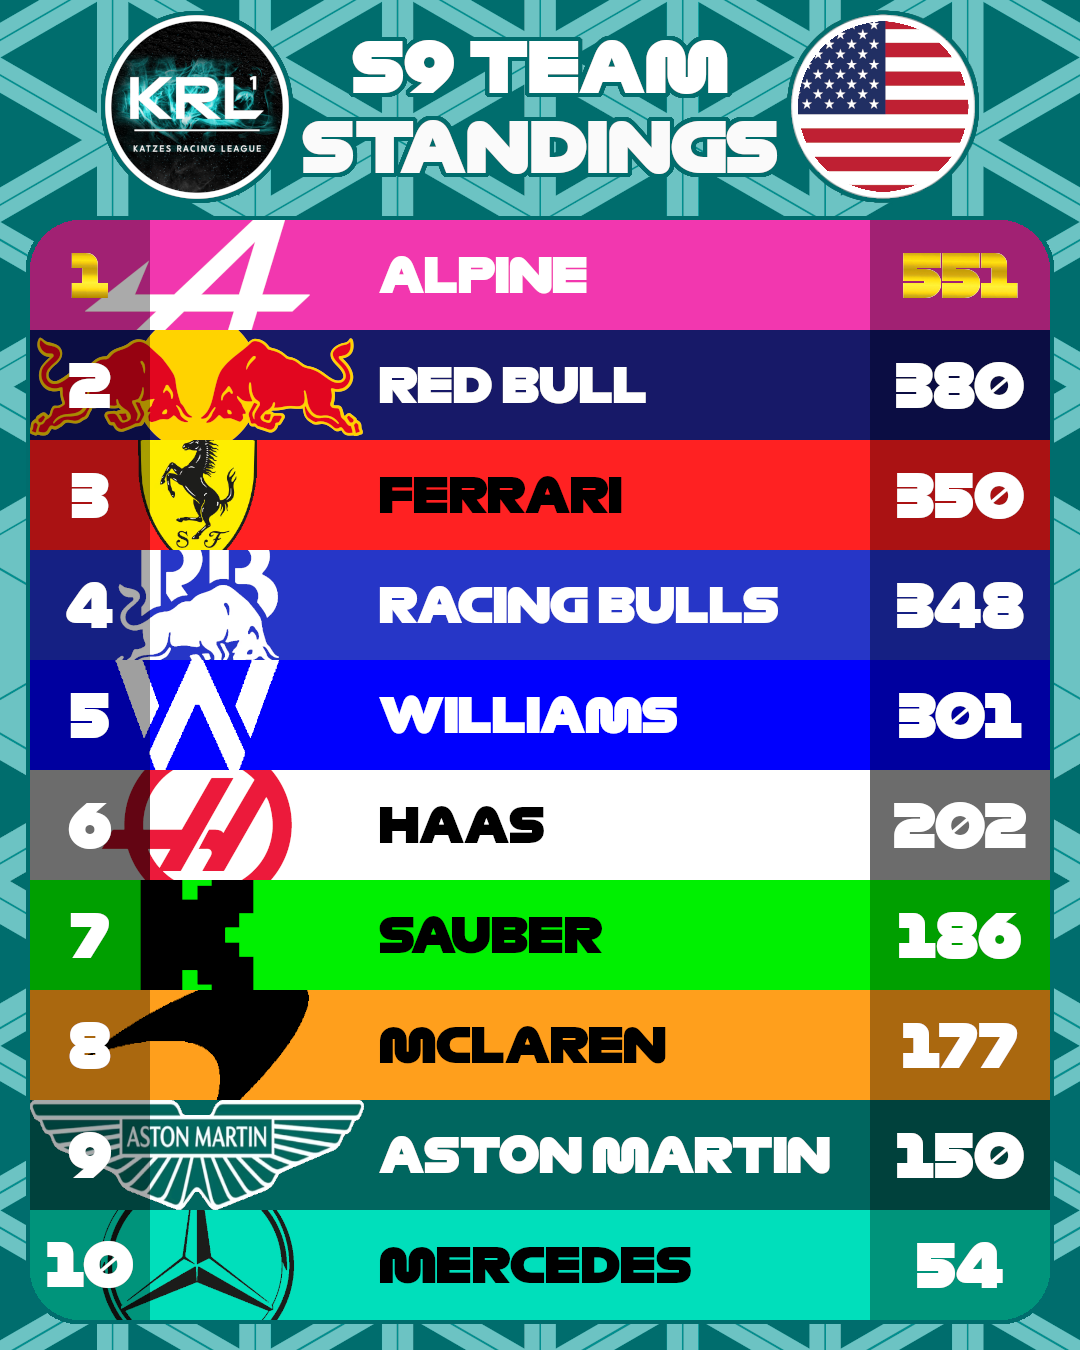 KRL1
KATZES RACING LEAGUE
S9 TEAM
STANDINGS
1 ALPINE 551
2 RED BULL 380
S F
3 FERRARI 350
RB
4 RACING BULLS 348
W
5 WILLIAMS 301
H
6 HAAS 202
K
7 SAUBER 186
8 MCLAREN 177
ASTON MARTIN
9 ASTON MARTIN 150
10 MERCEDES 54